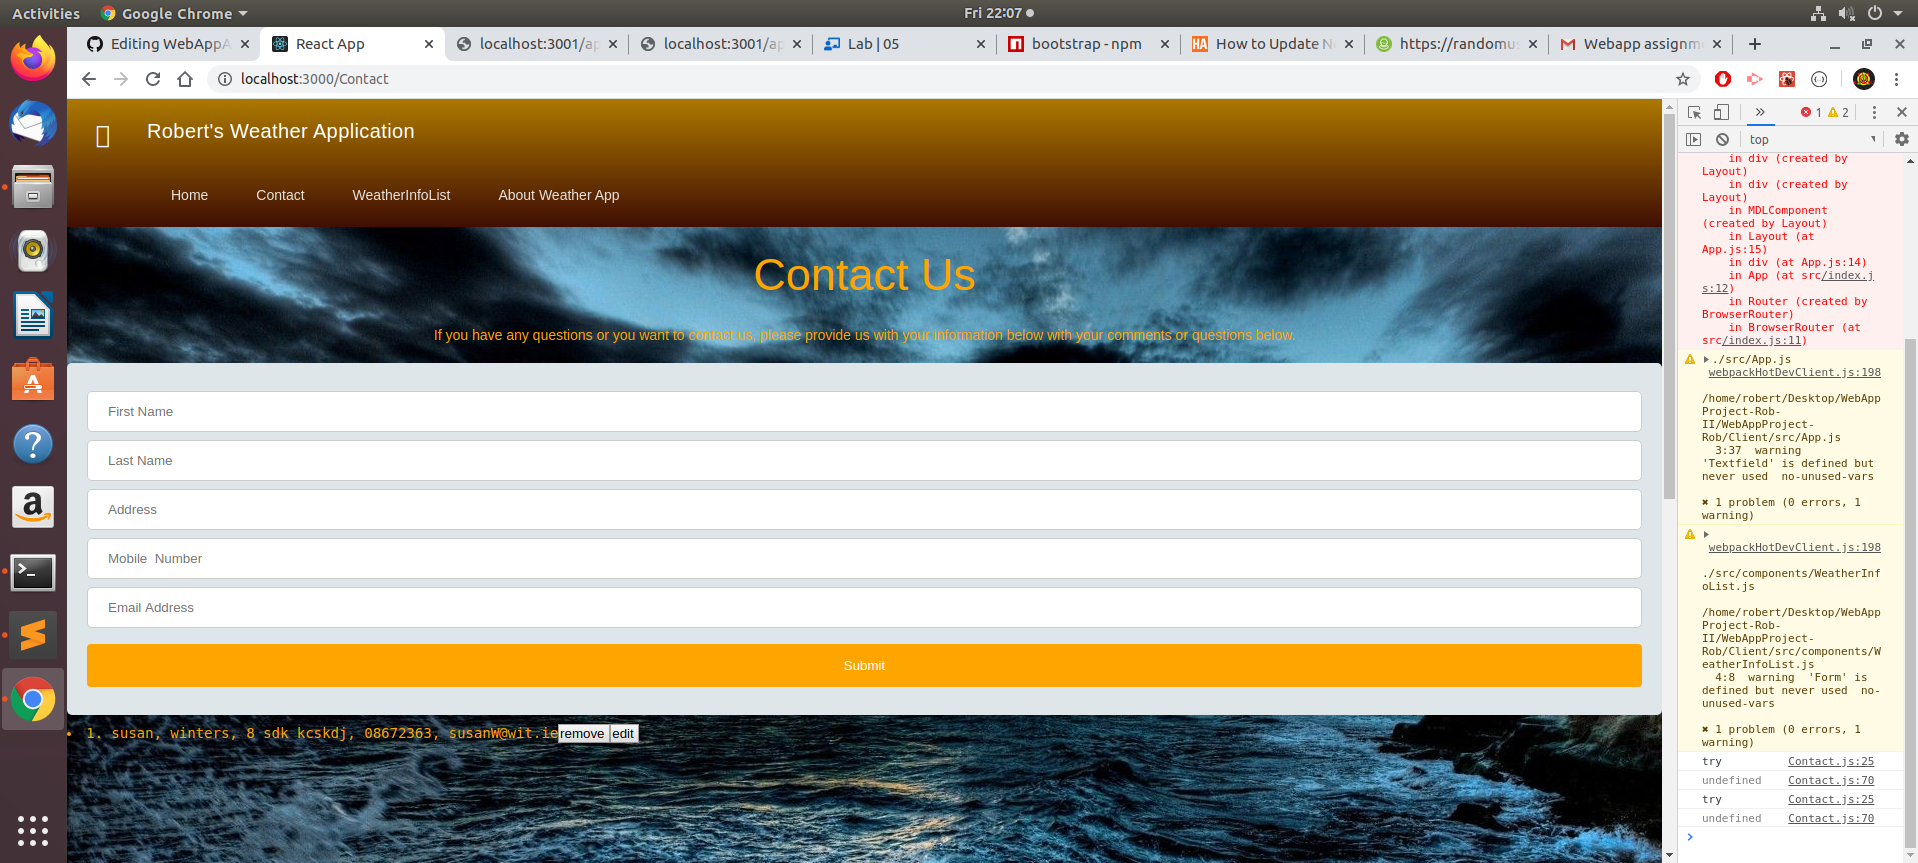 Activities
Google Chrome
Fri 22:07
Editing WebAppA
React App
localhost:3001/ap
localhost:3001/ap
Lab | 05
bootstrap - npm
How to Update N
https://randomus
Webapp assignm
localhost:3000/Contact
Robert's Weather Application
Home
Contact
WeatherInfoList
About Weather App
Contact Us
If you have any questions or you want to contact us, please provide us with your information below with your comments or questions below.
First Name
Last Name
Address
Mobile  Number
Email Address
Submit
1. susan, winters, 8 sdk kcskdj, 08672363, susanW@wit.ie
remove
edit
1
2
top
in div (created by
Layout)
in div (created by
Layout)
in MDLComponent
(created by Layout)
in Layout (at
App.js:15)
in div (at App.js:14)
in App (at src/index.j
s:12)
in Router (created by
BrowserRouter)
in BrowserRouter (at
src/index.js:11)
./src/App.js
webpackHotDevClient.js:198
/home/robert/Desktop/WebApp
Project-Rob-
II/WebAppProject-
Rob/Client/src/App.js
3:37  warning
'Textfield' is defined but
never used  no-unused-vars
✖ 1 problem (0 errors, 1
warning)
webpackHotDevClient.js:198
./src/components/WeatherInf
oList.js
/home/robert/Desktop/WebApp
Project-Rob-
II/WebAppProject-
Rob/Client/src/components/W
eatherInfoList.js
4:8  warning  'Form' is
defined but never used  no-
unused-vars
✖ 1 problem (0 errors, 1
warning)
try
Contact.js:25
undefined
Contact.js:70
try
Contact.js:25
undefined
Contact.js:70